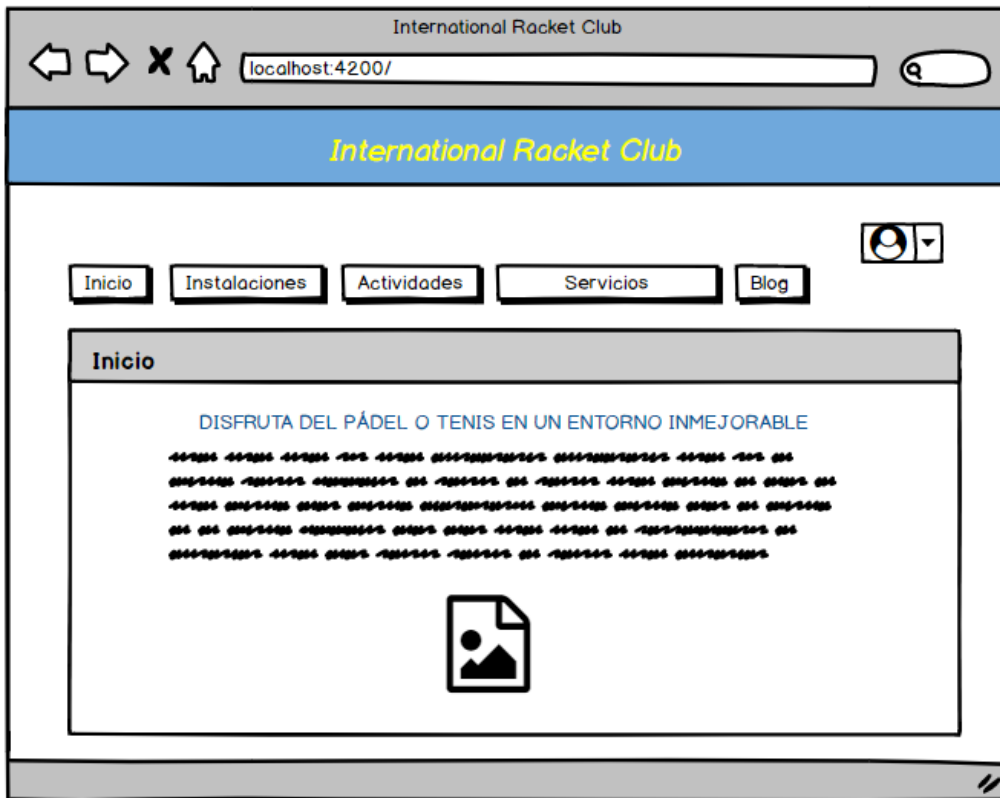 International Racket Club
localhost:4200/
International Racket Club
Inicio Instalaciones Actividades Servicios Blog
Inicio
DISFRUTA DEL PÁDEL O TENIS EN UN ENTORNO INMEJORABLE